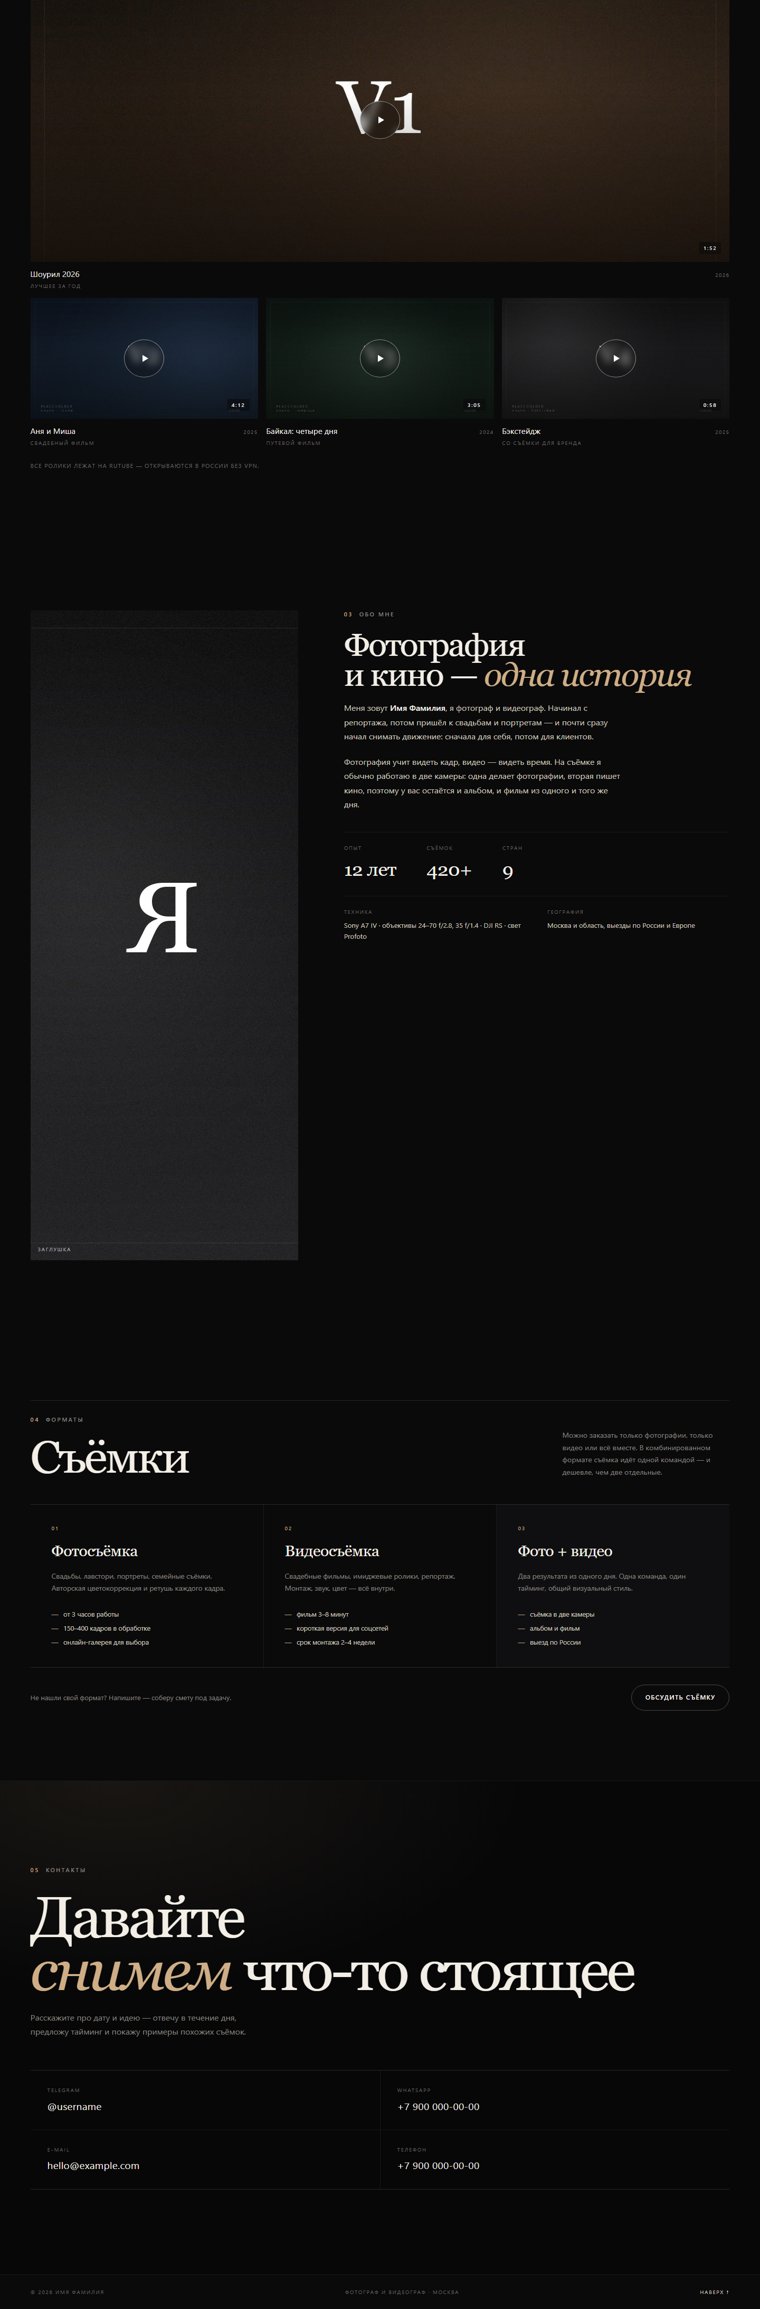 V1
1:52
Шоурил 2026
2026
ЛУЧШЕЕ ЗА ГОД
4:12
3:05
0:58
Аня и Миша
2025
СВАДЕБНЫЙ ФИЛЬМ
Байкал: четыре дня
2024
ПУТЕВОЙ ФИЛЬМ
Бэкстейдж
2025
СО СЪЁМКИ ДЛЯ БРЕНДА
ВСЕ РОЛИКИ ЛЕЖАТ НА RUTUBE — ОТКРЫВАЮТСЯ В РОССИИ БЕЗ VPN.
Я
ЗАГЛУШКА
03 ОБО МНЕ
Фотография
и кино — одна история
Меня зовут Имя Фамилия, я фотограф и видеограф. Начинал с
репортажа, потом пришёл к свадьбам и портретам — и почти сразу
начал снимать движение: сначала для себя, потом для клиентов.
Фотография учит видеть кадр, видео — видеть время. На съёмке я
обычно работаю в две камеры: одна делает фотографии, вторая пишет
кино, поэтому у вас остаётся и альбом, и фильм из одного и того же
дня.
ОПЫТ
12 лет
СЪЁМОК
420+
СТРАН
9
ТЕХНИКА
Sony A7 IV · объективы 24–70 f/2.8, 35 f/1.4 · DJI RS · свет
Profoto
ГЕОГРАФИЯ
Москва и область, выезды по России и Европе
04 ФОРМАТЫ
Съёмки
Можно заказать только фотографии, только
видео или всё вместе. В комбинированном
формате съёмка идёт одной командой — и
дешевле, чем две отдельные.
01
Фотосъёмка
Свадьбы, лавстори, портреты, семейные съёмки.
Авторская цветокоррекция и ретушь каждого кадра.
— от 3 часов работы
— 150–400 кадров в обработке
— онлайн-галерея для выбора
02
Видеосъёмка
Свадебные фильмы, имиджевые ролики, репортаж.
Монтаж, звук, цвет — всё внутри.
— фильм 3–8 минут
— короткая версия для соцсетей
— срок монтажа 2–4 недели
03
Фото + видео
Два результата из одного дня. Одна команда, один
тайминг, общий визуальный стиль.
— съёмка в две камеры
— альбом и фильм
— выезд по России
Не нашли свой формат? Напишите — соберу смету под задачу.
ОБСУДИТЬ СЪЁМКУ
05 КОНТАКТЫ
Давайте
снимем что-то стоящее
Расскажите про дату и идею — отвечу в течение дня,
предложу тайминг и покажу примеры похожих съёмок.
TELEGRAM
@username
WHATSAPP
+7 900 000-00-00
E-MAIL
hello@example.com
ТЕЛЕФОН
+7 900 000-00-00
© 2026 ИМЯ ФАМИЛИЯ
ФОТОГРАФ И ВИДЕОГРАФ · МОСКВА
НАВЕРХ ↑